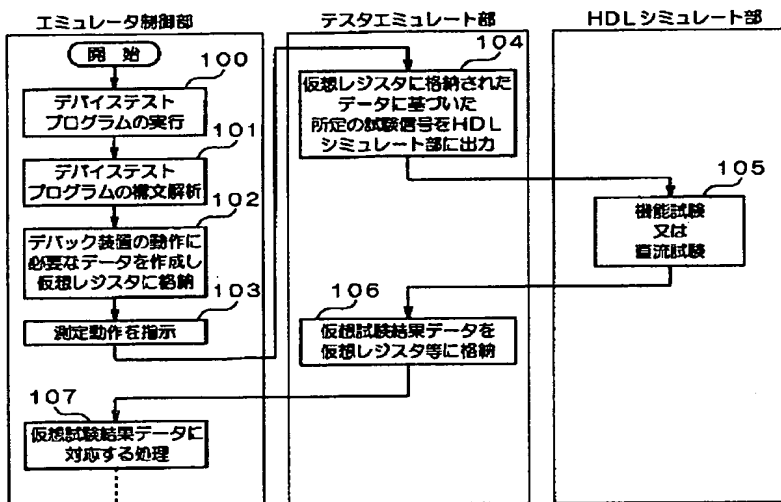 エミュレータ制御部
テスタエミュレート部
HDLシミュレート部
開 始
100
デバイステスト
プログラムの実行
101
デバイステスト
プログラムの構文解析
102
デバック装置の動作に
必要なデータを作成し
仮想レジスタに格納
103
測定動作を指示
104
仮想レジスタに格納された
データに基づいた
所定の試験信号をHDL
シミュレート部に出力
105
機能試験
又は
直流試験
106
仮想試験結果データを
仮想レジスタ等に格納
107
仮想試験結果データに
対応する処理